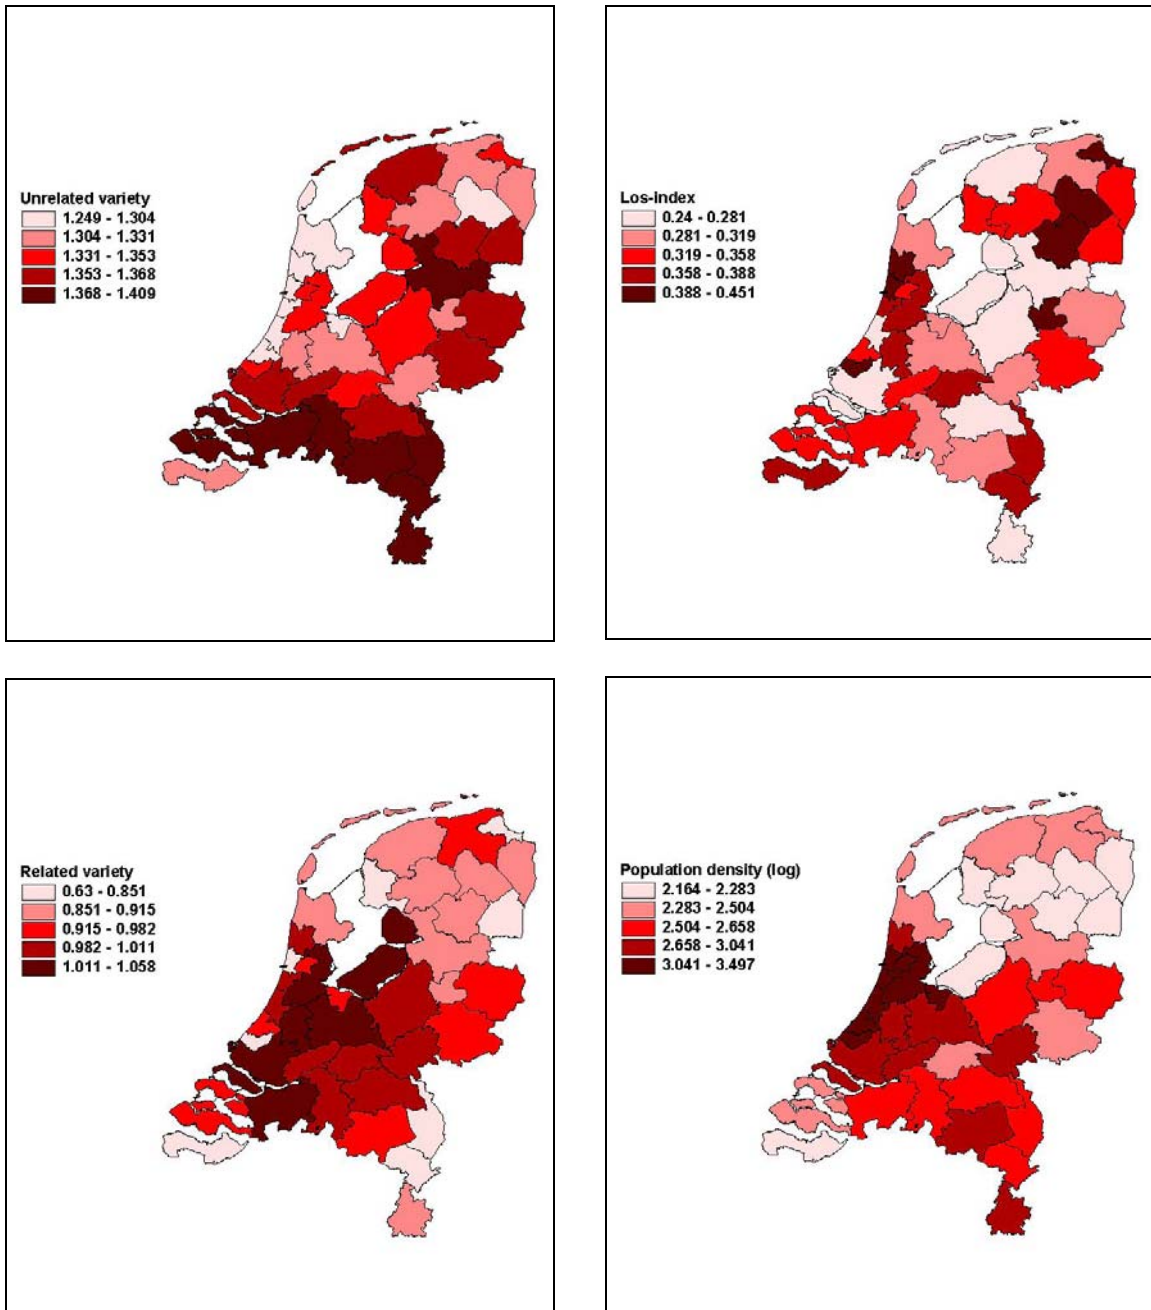 Unrelated variety
1.249 - 1.304
1.304 - 1.331
1.331 - 1.353
1.353 - 1.368
1.368 - 1.409
Los-index
0.24 - 0.281
0.281 - 0.319
0.319 - 0.358
0.358 - 0.388
0.388 - 0.451
Related variety
0.63 - 0.851
0.851 - 0.915
0.915 - 0.982
0.982 - 1.011
1.011 - 1.058
Population density (log)
2.164 - 2.283
2.283 - 2.504
2.504 - 2.658
2.658 - 3.041
3.041 - 3.497